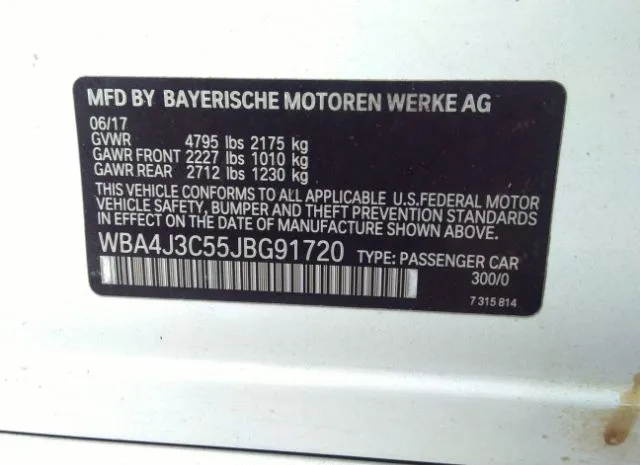 MFD BY BAYERISCHE MOTOREN WERKE AG
06/17
GVWR 4795 lbs 2175 kg
GAWR FRONT 2227 lbs 1010 kg
GAWR REAR 2712 lbs 1230 kg
THIS VEHICLE CONFORMS TO ALL APPLICABLE U.S.FEDERAL MOTOR
VEHICLE SAFETY, BUMPER AND THEFT PREVENTION STANDARDS
IN EFFECT ON THE DATE OF MANUFACTURE SHOWN ABOVE.
WBA4J3C55JBG91720 TYPE: PASSENGER CAR
300/0
7 315 814